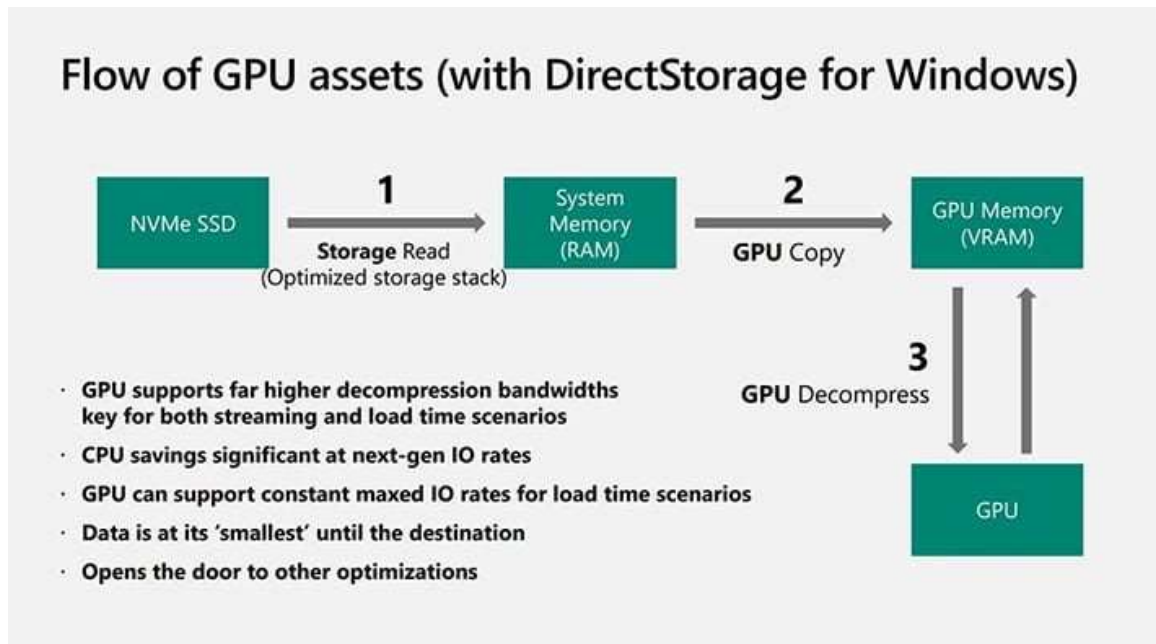 Flow of GPU assets (with DirectStorage for Windows)
NVMe SSD
1
Storage Read
(Optimized storage stack)
System
Memory
(RAM)
2
GPU Copy
GPU Memory
(VRAM)
3
GPU Decompress
GPU
· GPU supports far higher decompression bandwidths
key for both streaming and load time scenarios
· CPU savings significant at next-gen IO rates
· GPU can support constant maxed IO rates for load time scenarios
· Data is at its ‘smallest’ until the destination
· Opens the door to other optimizations